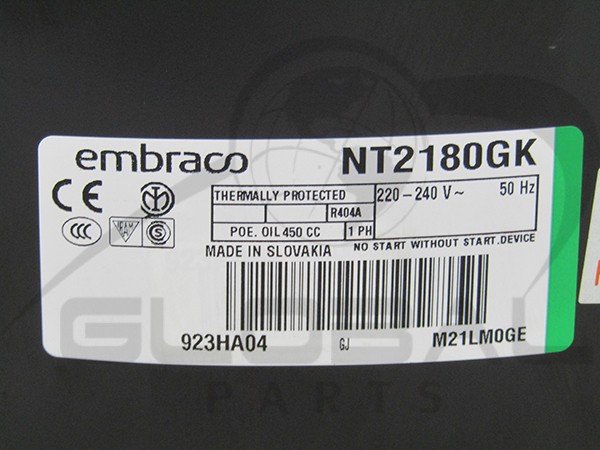 embraco NT2180GK
THERMALLY PROTECTED
220-240 V~ 50 Hz
R404A
POE. OIL 450 CC 1 PH
MADE IN SLOVAKIA
NO START WITHOUT START.DEVICE
923HA04 GJ M21LM0GE
GLOBAL
PARTS